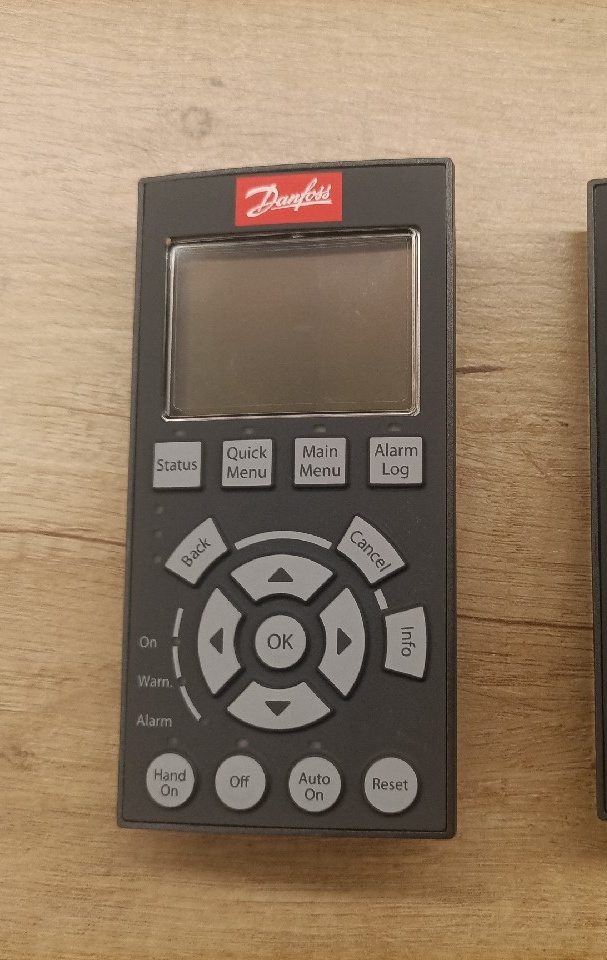 Danfoss
Status
Quick
Menu
Main
Menu
Alarm
Log
Back
Cancel
OK
Info
On
Warn.
Alarm
Hand
On
Off
Auto
On
Reset